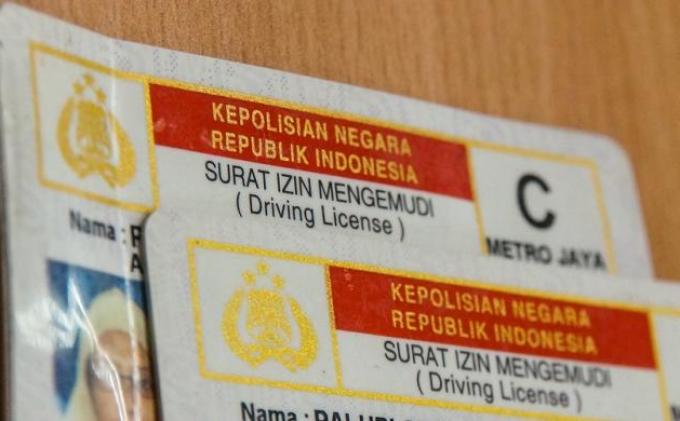 KEPOLISIAN NEGARA
REPUBLIK INDONESIA
SURAT IZIN MENGEMUDI
( Driving License )
C
METRO JAYA
Nama :
KEPOLISIAN NEGARA
REPUBLIK INDONESIA
SURAT IZIN MENGEMUDI
( Driving License )
Nama :